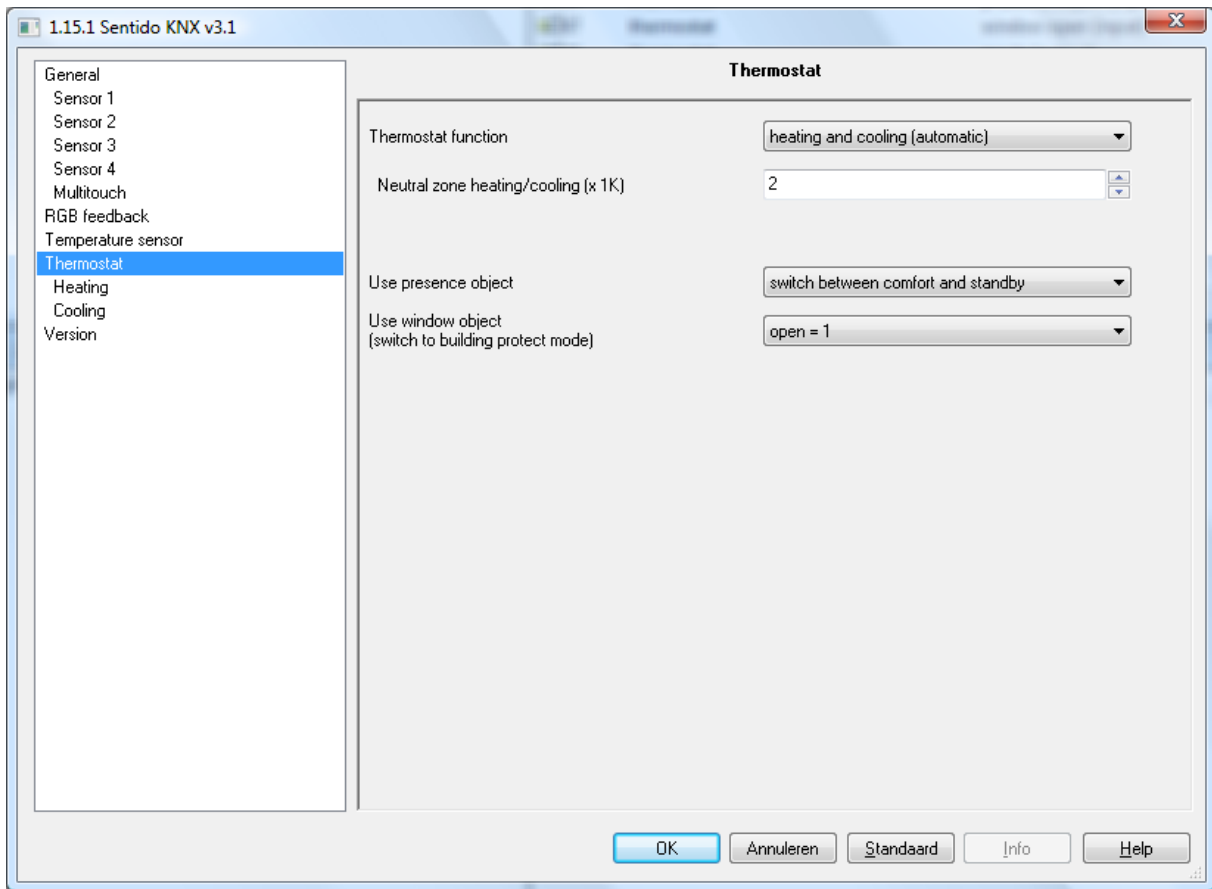 1.15.1 Sentido KNX v3.1
General
Sensor 1
Sensor 2
Sensor 3
Sensor 4
Multitouch
RGB feedback
Temperature sensor
Thermostat
Heating
Cooling
Version
Thermostat
Thermostat function
heating and cooling (automatic)
Neutral zone heating/cooling (x 1K)
2
Use presence object
switch between comfort and standby
Use window object
(switch to building protect mode)
open = 1
OK
Annuleren
Standaard
Info
Help